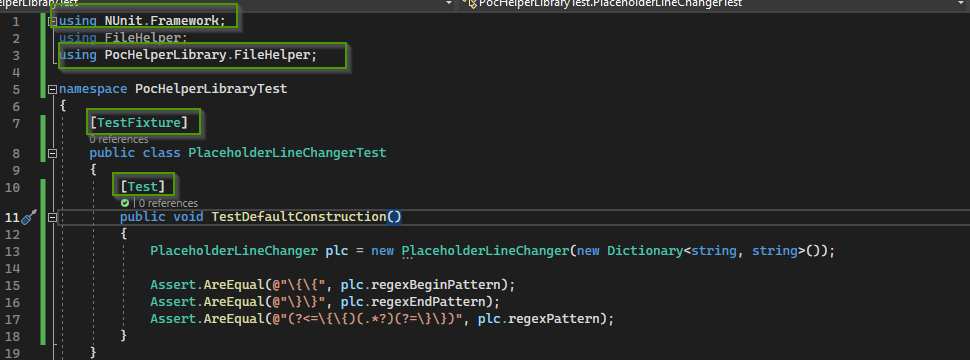 HelperLibraryTest
PocHelperLibraryTest.PlaceholderLineChangerTest
1 using NUnit.Framework;
2 using FileHelper;
3 using PocHelperLibrary.FileHelper;
4
5 namespace PocHelperLibraryTest
6 {
7 [TestFixture]
0 references
8 public class PlaceholderLineChangerTest
9 {
10 [Test]
0 references
11 public void TestDefaultConstruction()
12 {
13 PlaceholderLineChanger plc = new PlaceholderLineChanger(new Dictionary<string, string>());
14
15 Assert.AreEqual(@"\{\{", plc.regexBeginPattern);
16 Assert.AreEqual(@"\}\}", plc.regexEndPattern);
17 Assert.AreEqual(@"(?<=\{\{)(.*?)(?=\}\})", plc.regexPattern);
18 }
19 }